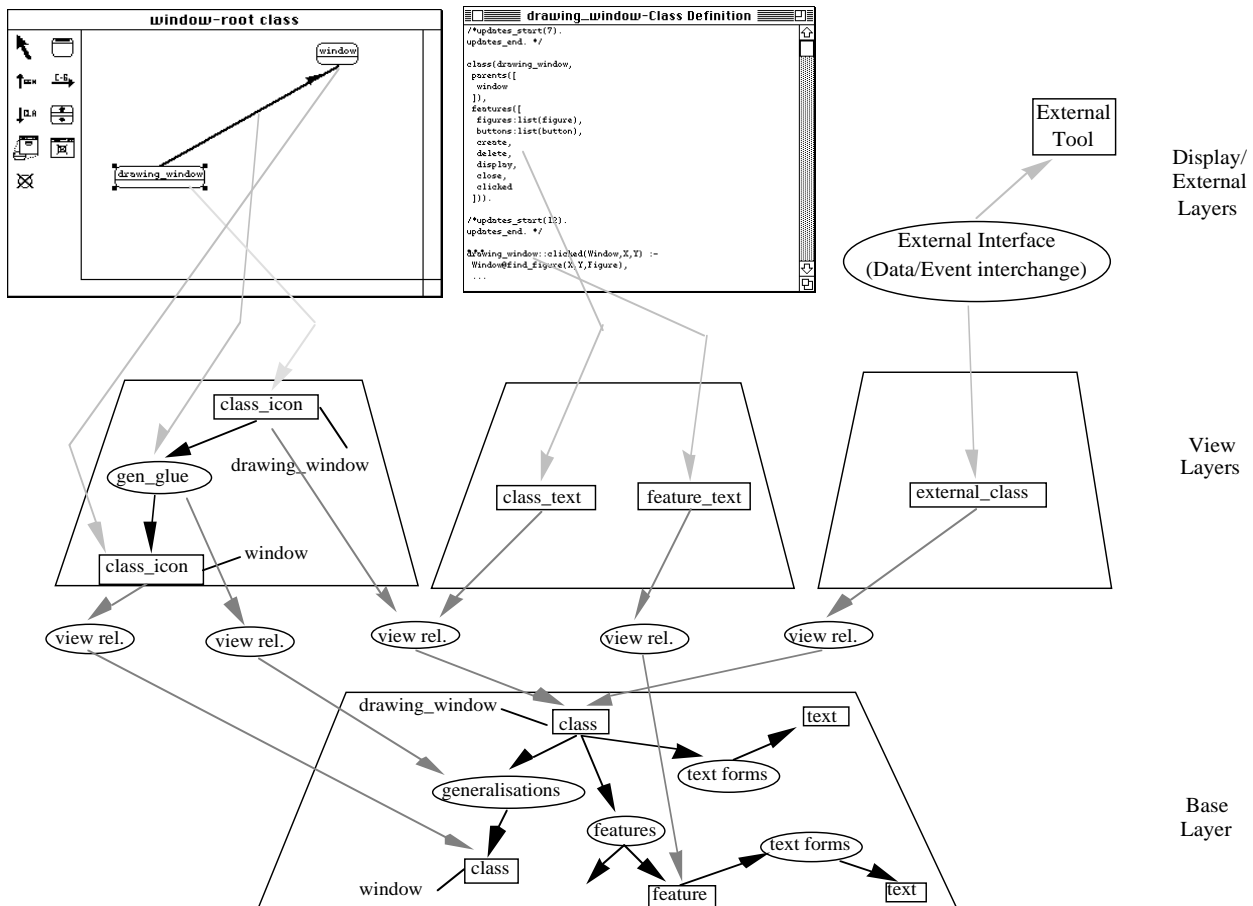 window-root class
window
GEN
C-G
CLA
drawing_window
drawing_window-Class Definition
/*updates_start(7).
updates_end. */
class(drawing_window,
parents([
window
]),
features([
figures:list(figure),
buttons:list(button),
create,
delete,
display,
close,
clicked
])).
/*updates_start(12).
updates_end. */
drawing_window::clicked(Window,X,Y) :-
Window@find_figure(X,Y,Figure),
...
External
Tool
External Interface
(Data/Event interchange)
Display/
External
Layers
class_icon
drawing_window
gen_glue
class_icon
window
class_text
feature_text
external_class
View
Layers
view rel.
view rel.
view rel.
view rel.
view rel.
drawing_window
class
text
text forms
generalisations
features
text forms
class
window
feature
text
Base
Layer